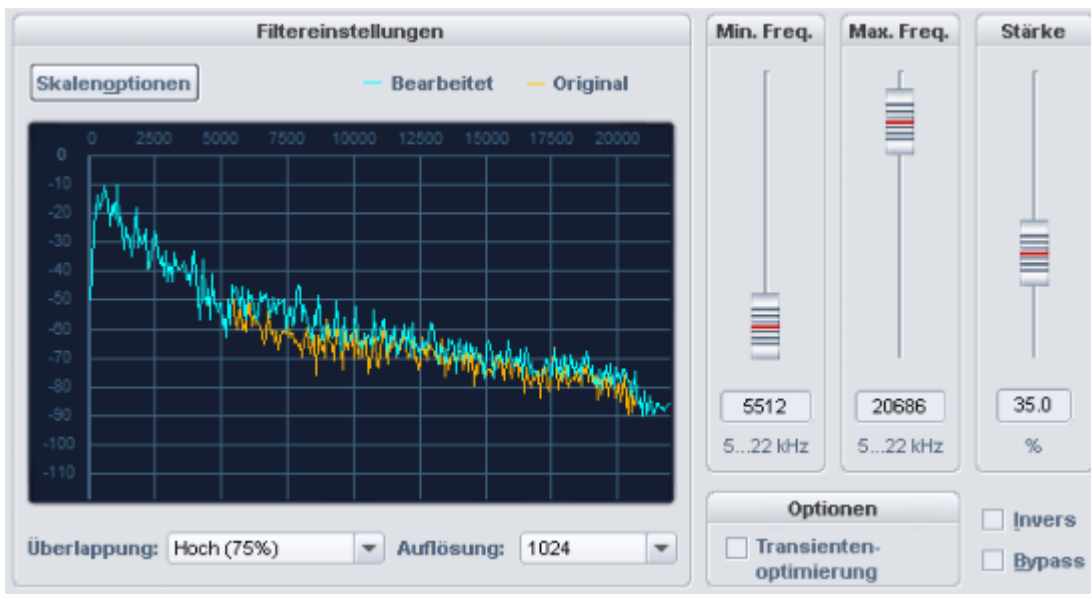 Filtereinstellungen
Skalenoptionen
Bearbeitet Original
0 2500 5000 7500 10000 12500 15000 17500 20000
0
-10
-20
-30
-40
-50
-60
-70
-80
-90
-100
-110
Überlappung: Hoch (75%) Auflösung: 1024
Min. Freq.
5512
5...22 kHz
Max. Freq.
20686
5...22 kHz
Stärke
35.0
%
Optionen
Transienten-
optimierung
Invers
Bypass